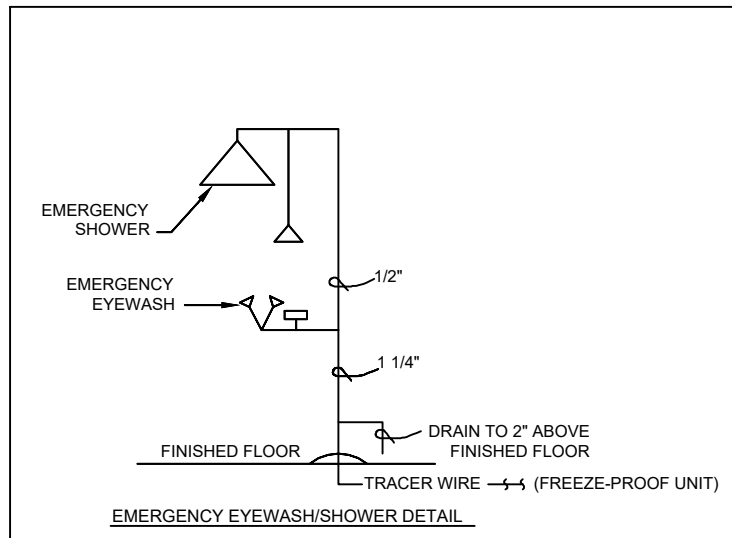 EMERGENCY
SHOWER
EMERGENCY
EYEWASH
1/2"
1 1/4"
DRAIN TO 2" ABOVE
FINISHED FLOOR
FINISHED FLOOR
TRACER WIRE
(FREEZE-PROOF UNIT)
EMERGENCY EYEWASH/SHOWER DETAIL